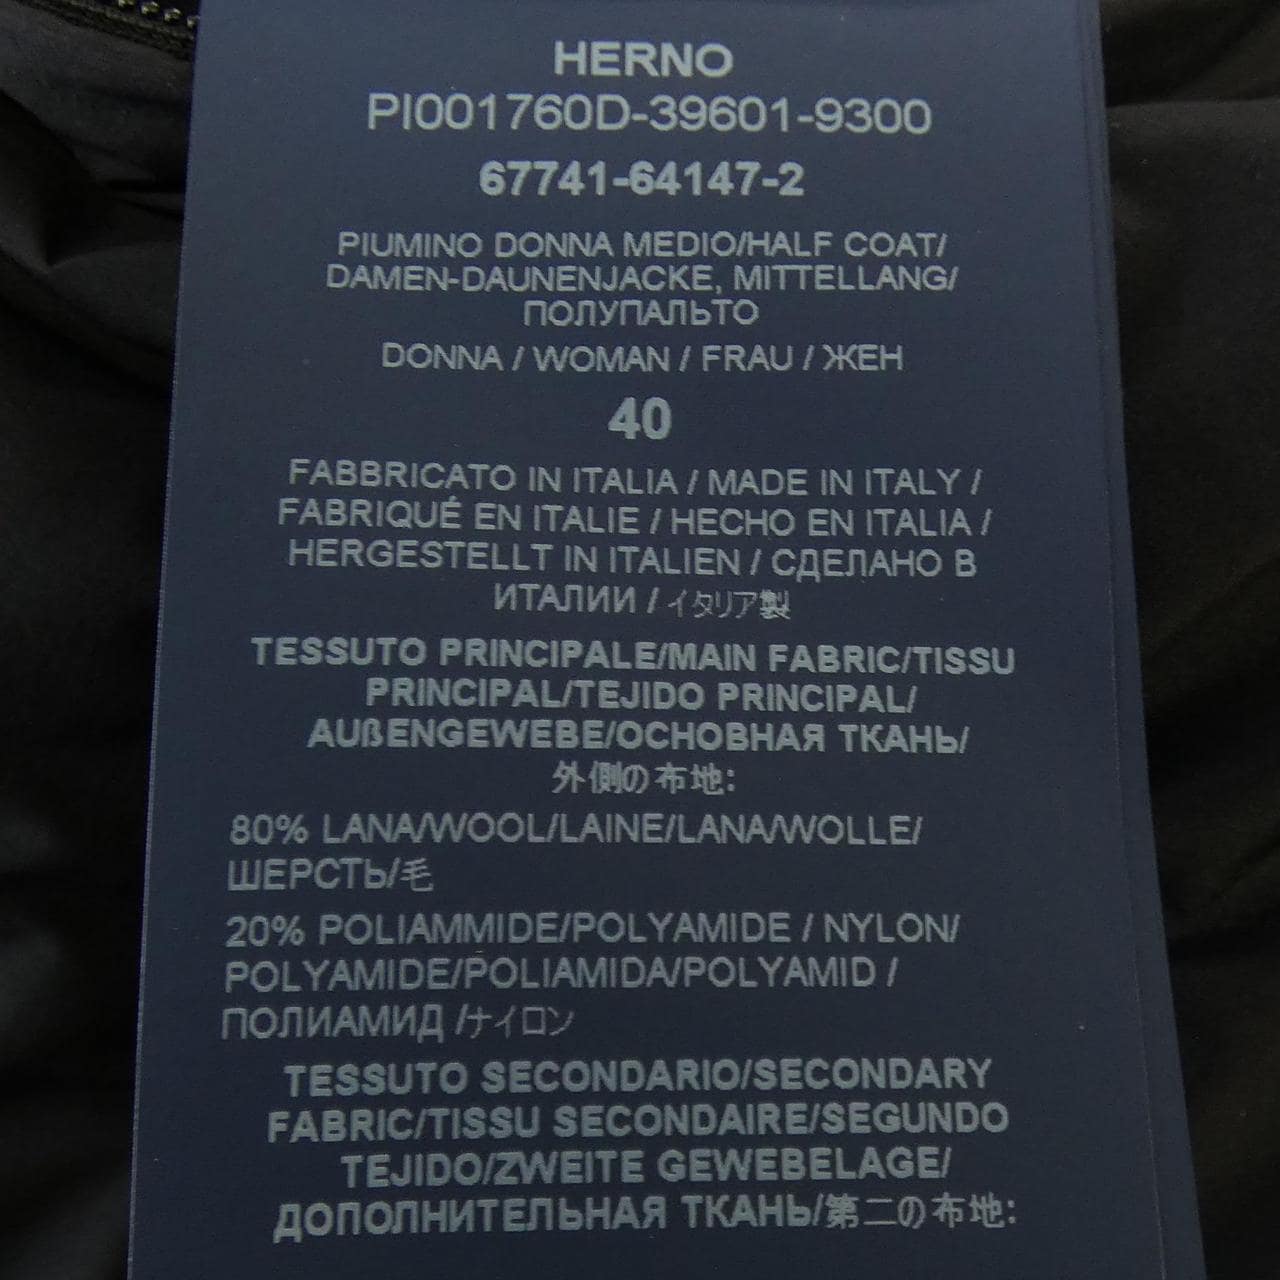 HERNO
PI001760D-39601-9300
67741-64147-2
PIUMINO DONNA MEDIO/HALF COAT/
DAMEN-DAUNENJACKE, MITTELLANG/
ПОЛУПАЛЬТО
DONNA / WOMAN / FRAU / ЖЕН
40
FABBRICATO IN ITALIA / MADE IN ITALY /
FABRIQUÉ EN ITALIE / HECHO EN ITALIA /
HERGESTELLT IN ITALIEN / СДЕЛАНО В
ИТАЛИИ / イタリア製
TESSUTO PRINCIPALE/MAIN FABRIC/TISSU
PRINCIPAL/TEJIDO PRINCIPAL/
AUßENGEWEBE/ОСНОВНАЯ ТКАНЬ/
外側の布地:
80% LANA/WOOL/LAINE/LANA/WOLLE/
ШЕРСТЬ/毛
20% POLIAMMIDE/POLYAMIDE / NYLON/
POLYAMIDE/POLIAMIDA/POLYAMID /
ПОЛИАМИД /ナイロン
TESSUTO SECONDARIO/SECONDARY
FABRIC/TISSU SECONDAIRE/SEGUNDO
TEJIDO/ZWEITE GEWEBELAGE/
ДОПОЛНИТЕЛЬНАЯ ТКАНЬ/第二の布地: